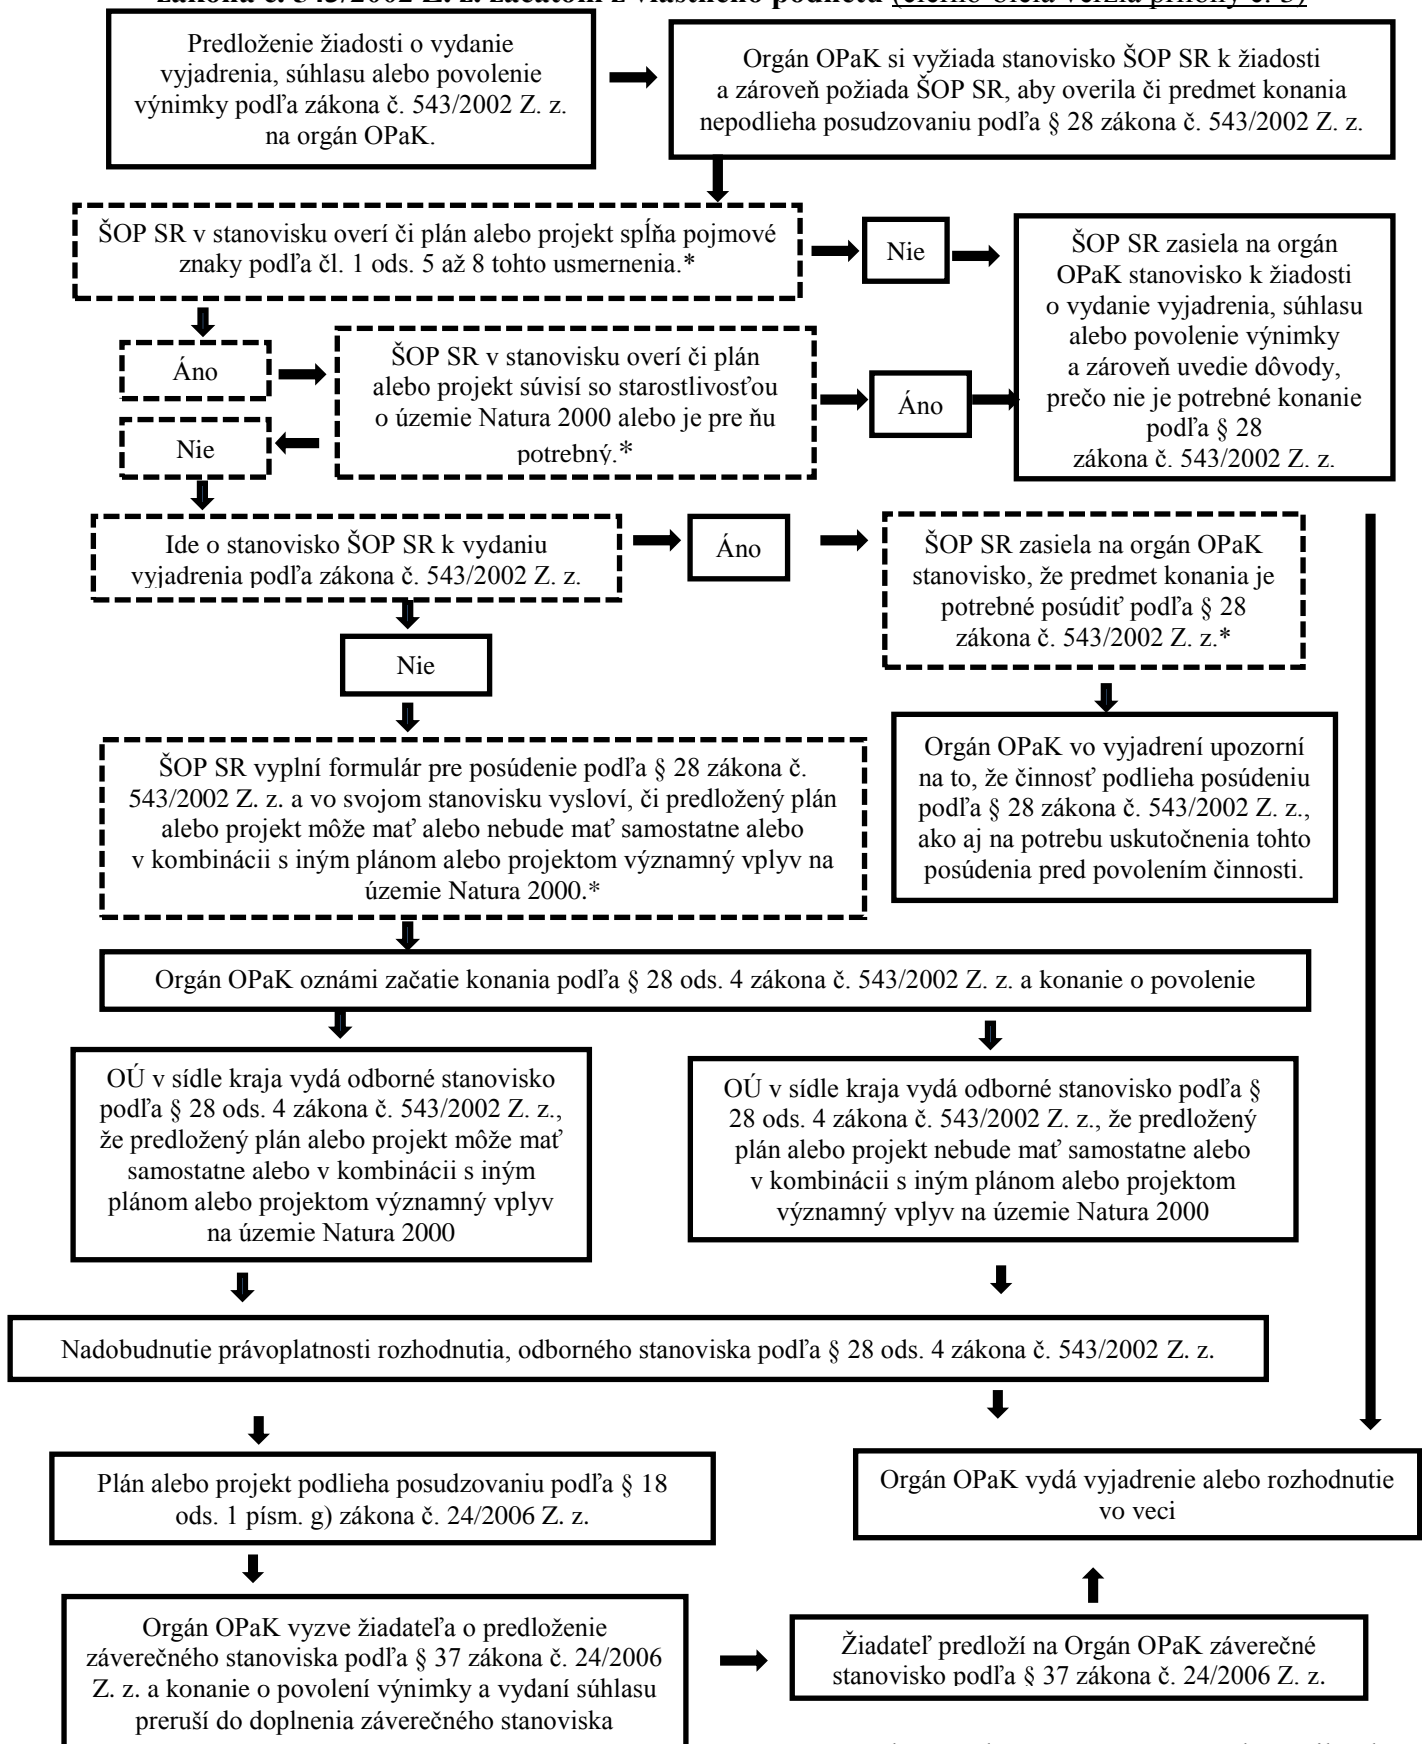 zákona č. 543/2002 Z. z. začatom z vlastného podnetu (čierno-biela verzia prílohy č. 3)
Predloženie žiadosti o vydanie
vyjadrenia, súhlasu alebo povolenie
výnimky podľa zákona č. 543/2002 Z. z.
na orgán OPaK.
Orgán OPaK si vyžiada stanovisko ŠOP SR k žiadosti
a zároveň požiada ŠOP SR, aby overila či predmet konania
nepodlieha posudzovaniu podľa § 28 zákona č. 543/2002 Z. z.
ŠOP SR v stanovisku overí či plán alebo projekt spĺňa pojmové
znaky podľa čl. 1 ods. 5 až 8 tohto usmernenia.*
Nie
ŠOP SR zasiela na orgán
OPaK stanovisko k žiadosti
o vydanie vyjadrenia, súhlasu
alebo povolenie výnimky
a zároveň uvedie dôvody,
prečo nie je potrebné konanie
podľa § 28
zákona č. 543/2002 Z. z.
Áno
ŠOP SR v stanovisku overí či plán
alebo projekt súvisí so starostlivosťou
o územie Natura 2000 alebo je pre ňu
potrebný.*
Áno
Nie
Ide o stanovisko ŠOP SR k vydaniu
vyjadrenia podľa zákona č. 543/2002 Z. z.
Áno
ŠOP SR zasiela na orgán OPaK
stanovisko, že predmet konania je
potrebné posúdiť podľa § 28
zákona č. 543/2002 Z. z.*
Nie
Orgán OPaK vo vyjadrení upozorní
na to, že činnosť podlieha posúdeniu
podľa § 28 zákona č. 543/2002 Z. z.,
ako aj na potrebu uskutočnenia tohto
posúdenia pred povolením činnosti.
ŠOP SR vyplní formulár pre posúdenie podľa § 28 zákona č.
543/2002 Z. z. a vo svojom stanovisku vysloví, či predložený plán
alebo projekt môže mať alebo nebude mať samostatne alebo
v kombinácii s iným plánom alebo projektom významný vplyv na
územie Natura 2000.*
Orgán OPaK oznámi začatie konania podľa § 28 ods. 4 zákona č. 543/2002 Z. z. a konanie o povolenie
OÚ v sídle kraja vydá odborné stanovisko
podľa § 28 ods. 4 zákona č. 543/2002 Z. z.,
že predložený plán alebo projekt môže mať
samostatne alebo v kombinácii s iným
plánom alebo projektom významný vplyv
na územie Natura 2000
OÚ v sídle kraja vydá odborné stanovisko podľa §
28 ods. 4 zákona č. 543/2002 Z. z., že predložený
plán alebo projekt nebude mať samostatne alebo
v kombinácii s iným plánom alebo projektom
významný vplyv na územie Natura 2000
Nadobudnutie právoplatnosti rozhodnutia, odborného stanoviska podľa § 28 ods. 4 zákona č. 543/2002 Z. z.
Plán alebo projekt podlieha posudzovaniu podľa § 18
ods. 1 písm. g) zákona č. 24/2006 Z. z.
Orgán OPaK vydá vyjadrenie alebo rozhodnutie
vo veci
Orgán OPaK vyzve žiadateľa o predloženie
záverečného stanoviska podľa § 37 zákona č. 24/2006
Z. z. a konanie o povolení výnimky a vydaní súhlasu
preruší do doplnenia záverečného stanoviska
Žiadateľ predloží na Orgán OPaK záverečné
stanovisko podľa § 37 zákona č. 24/2006 Z. z.